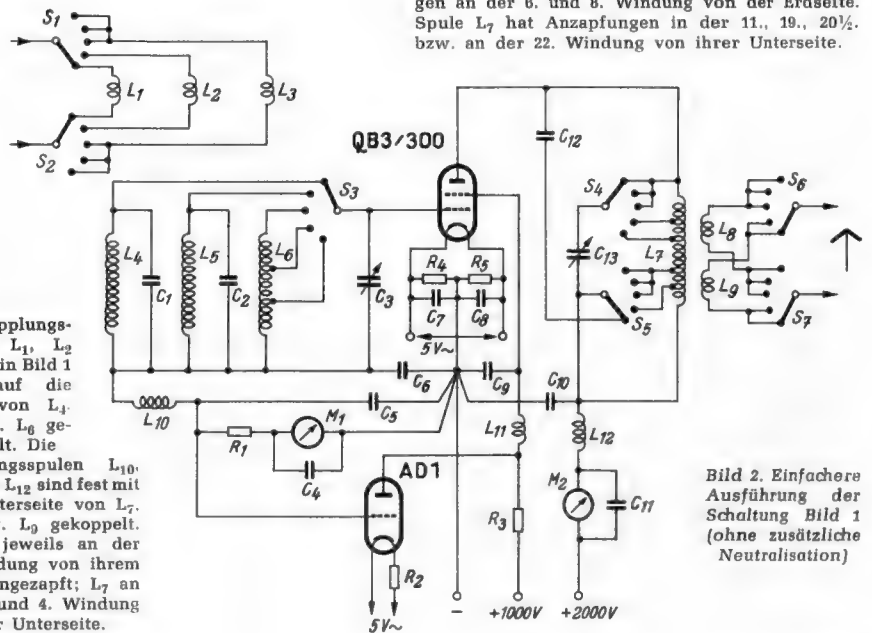 gen an der 6. und 8. Windung von der Erdseite.
Spule L₇ hat Anzapfungen in der 11., 19., 20½.
bzw. an der 22. Windung von ihrer Unterseite.
S₁
L₁
L₂
L₃
S₂
QB3/300
C₁₂
S₃
S₄
S₆
L₄
C₁
L₅
C₂
L₆
C₃
R₄
R₅
C₇
C₈
5V~
C₁₃
L₇
L₈
L₉
S₅
S₇
C₆
C₉
C₁₀
L₁₀
C₅
M₁
R₁
C₄
AD1
L₁₁
R₃
L₁₂
M₂
C₁₁
R₂
5V~
−
+1000V
+2000V
pplungs-
L₁, L₂
in Bild 1
uf die
von L₄.
. L₆ ge-
lt. Die
ngsspulen L₁₀.
L₁₂ sind fest mit
terseite von L₇.
. L₉ gekoppelt.
jeweils an der
dung von ihrem
ngezapft; L₇ an
und 4. Windung
r Unterseite.
Bild 2. Einfachere
Ausführung der
Schaltung Bild 1
(ohne zusätzliche
Neutralisation)